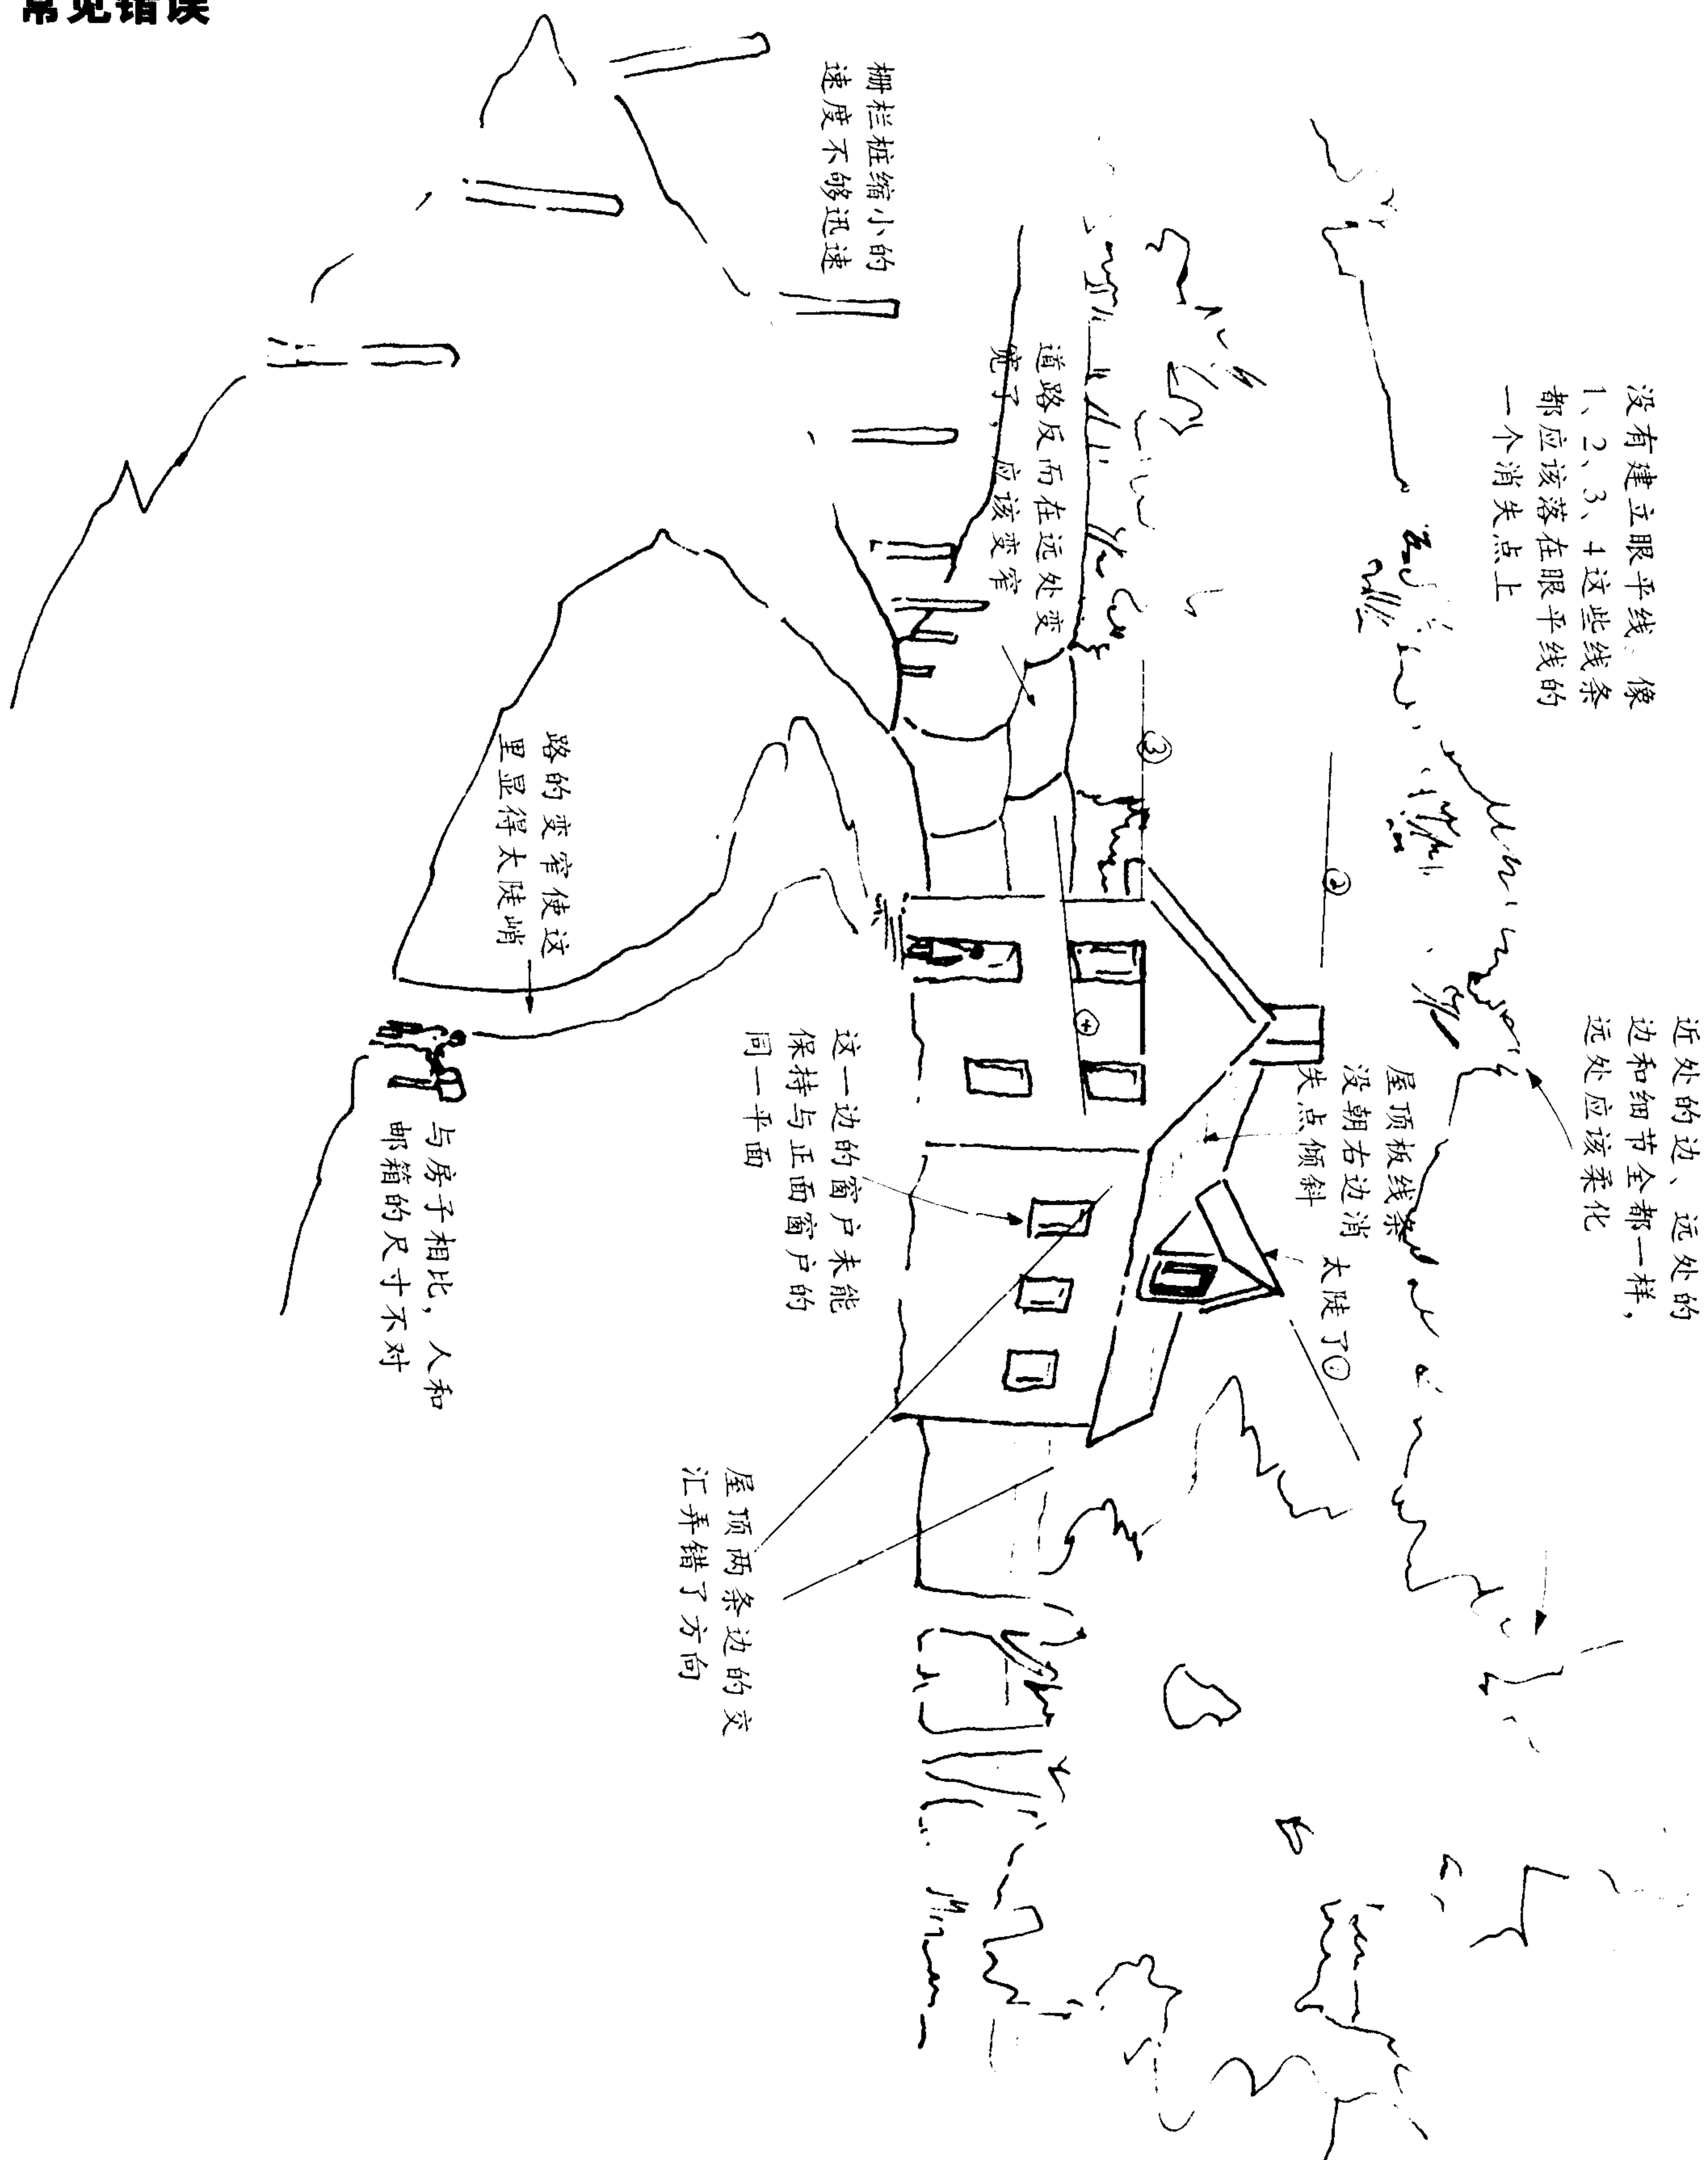 常见错误
没有建立眼平线、像
1、2、3、4这些线条
都应该落在眼平线的
一个消失点上
近处的边、远处的
边和细节全都一样，
远处应该柔化
②
屋顶板线条
没朝右边消
失点倾斜
太陡了①
③
道路反而在远处变
宽了，应该变窄
④
栅栏桩缩小的
速度不够迅速
这一边的窗户未能
保持与正面窗户的
同一平面
屋顶两条边的交
汇弄错了方向
路的变窄使这
里显得太陡峭
与房子相比，人和
邮箱的尺寸不对